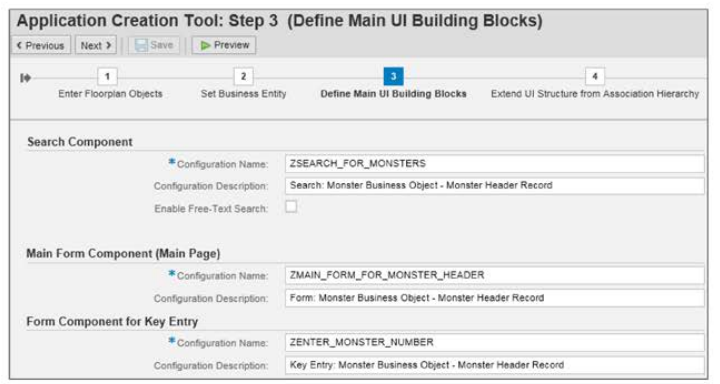 Application Creation Tool: Step 3 (Define Main UI Building Blocks)
Previous Next Save Preview
1 2 3 4
Enter Floorplan Objects Set Business Entity Define Main UI Building Blocks Extend UI Structure from Association Hierarchy
Search Component
* Configuration Name: ZSEARCH_FOR_MONSTERS
Configuration Description: Search: Monster Business Object - Monster Header Record
Enable Free-Text Search:
Main Form Component (Main Page)
* Configuration Name: ZMAIN_FORM_FOR_MONSTER_HEADER
Configuration Description: Form: Monster Business Object - Monster Header Record
Form Component for Key Entry
* Configuration Name: ZENTER_MONSTER_NUMBER
Configuration Description: Key Entry: Monster Business Object - Monster Header Record